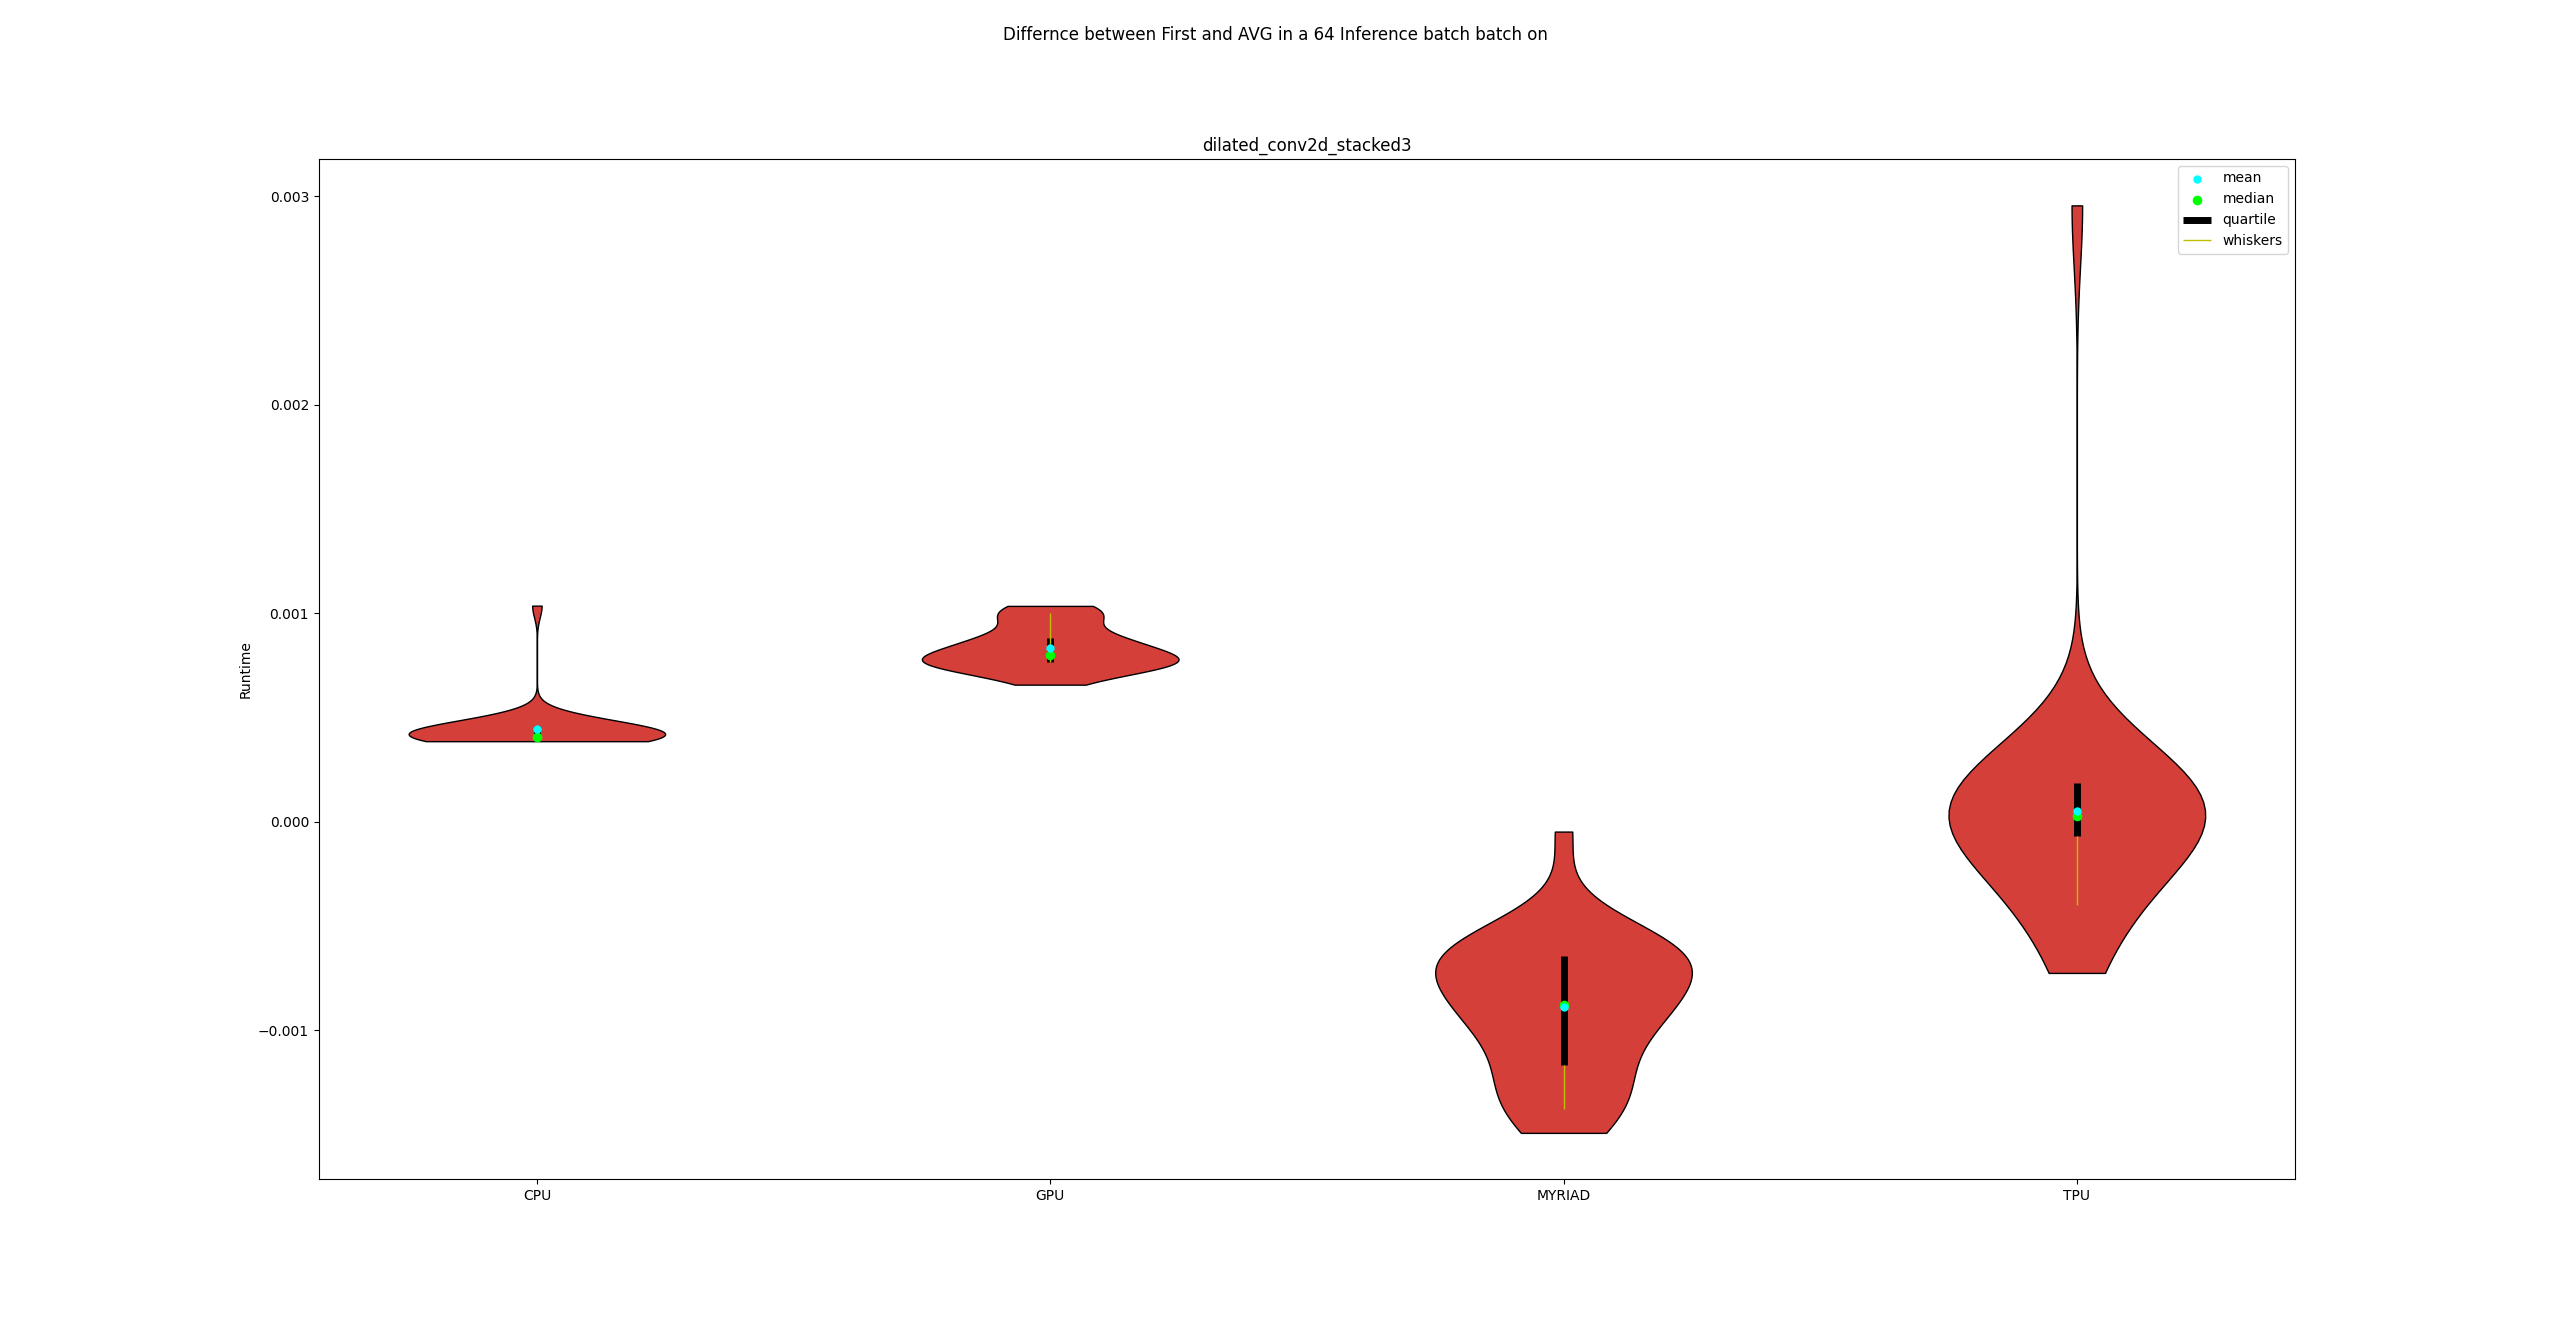 Differnce between First and AVG in a 64 Inference batch batch on
dilated_conv2d_stacked3
mean
median
quartile
whiskers
0.003
0.002
0.001
0.000
−0.001
Runtime
CPU
GPU
MYRIAD
TPU